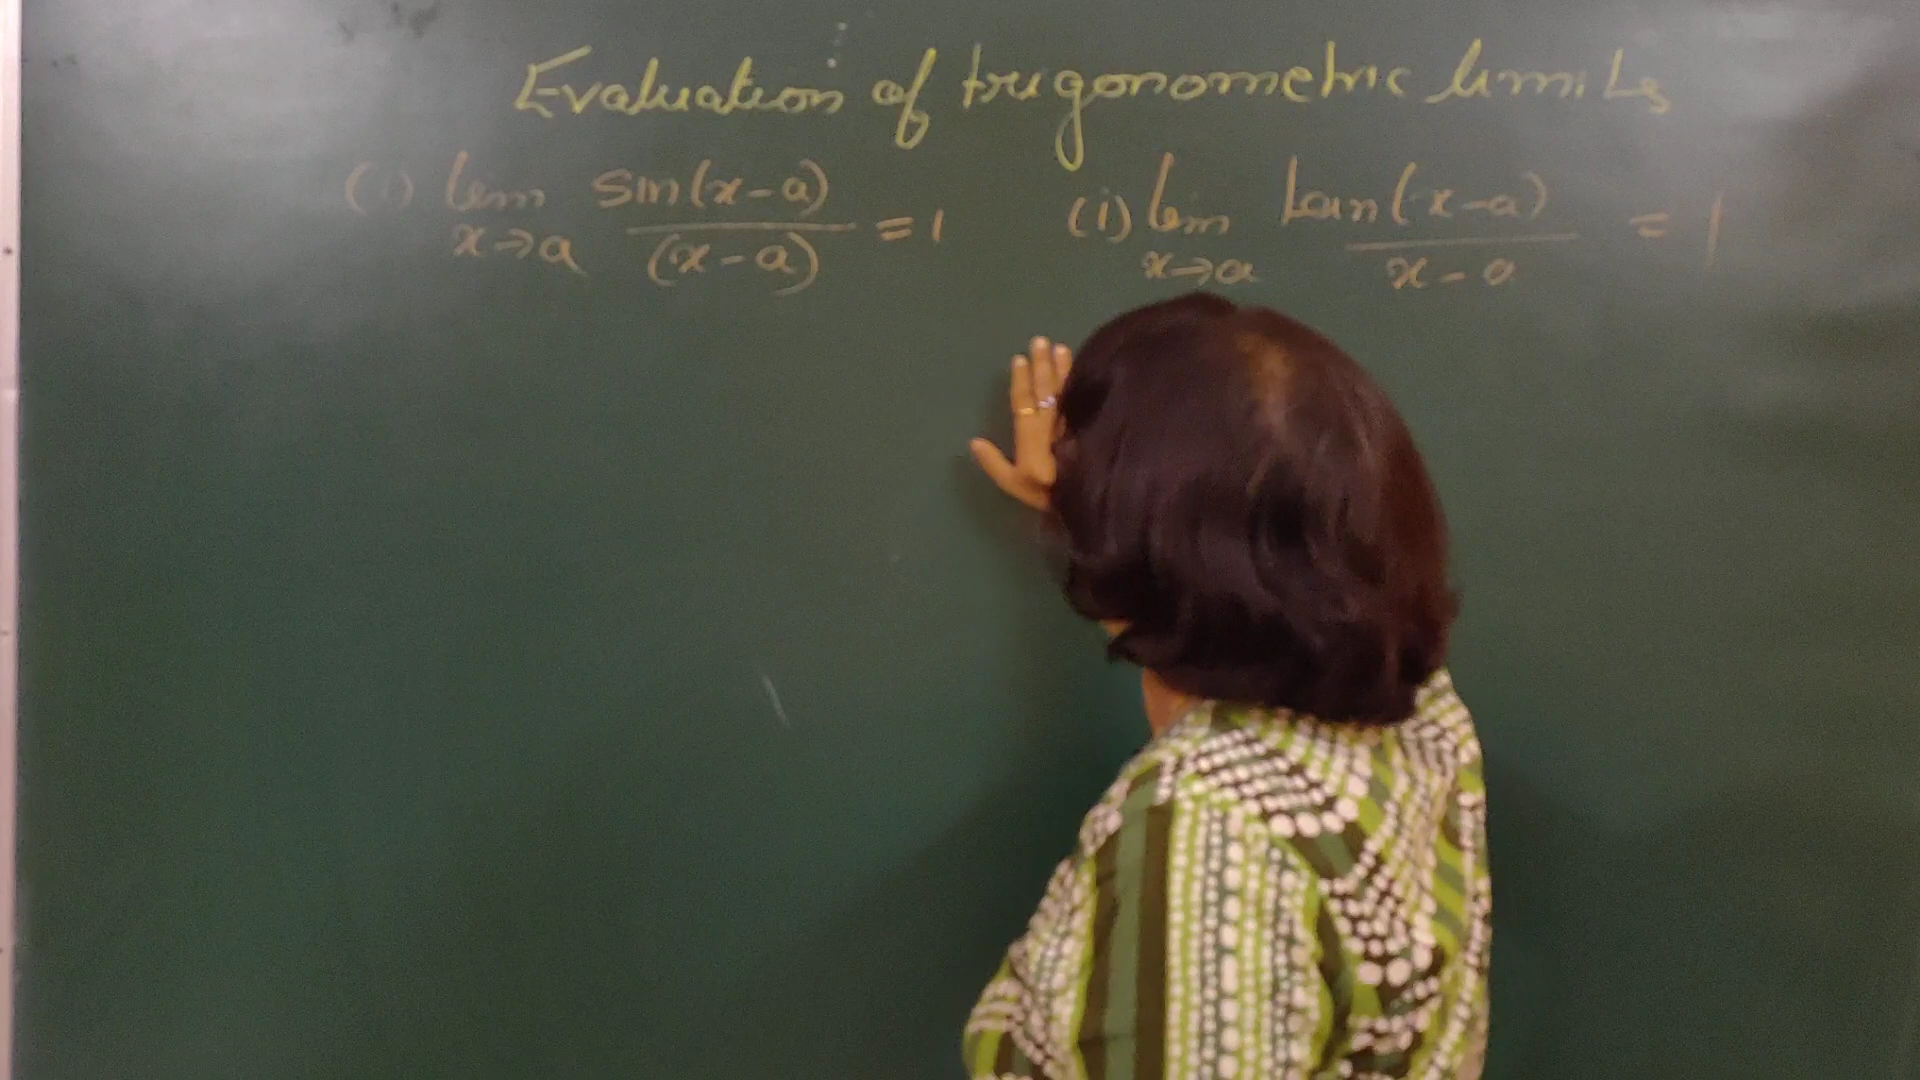 Evaluation of trigonometric limits
(i) lim x→a sin(x-a)/(x-a) = 1 (i) lim x→a tan(x-a)/x-a = 1